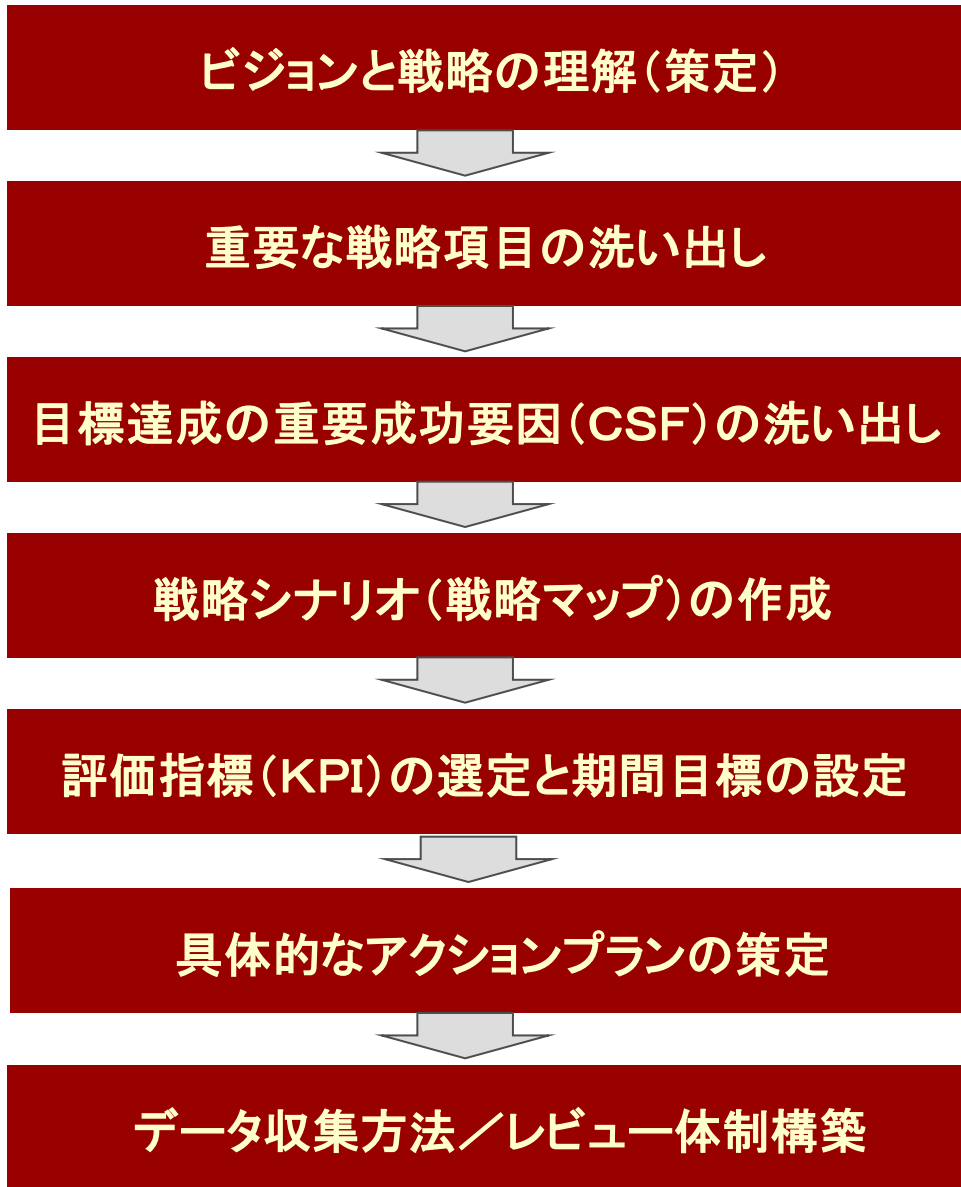 ビジョンと戦略の理解（策定）
重要な戦略項目の洗い出し
目標達成の重要成功要因（ＣＳＦ）の洗い出し
戦略シナリオ（戦略マップ）の作成
評価指標（ＫＰＩ）の選定と期間目標の設定
具体的なアクションプランの策定
データ収集方法／レビュー体制構築